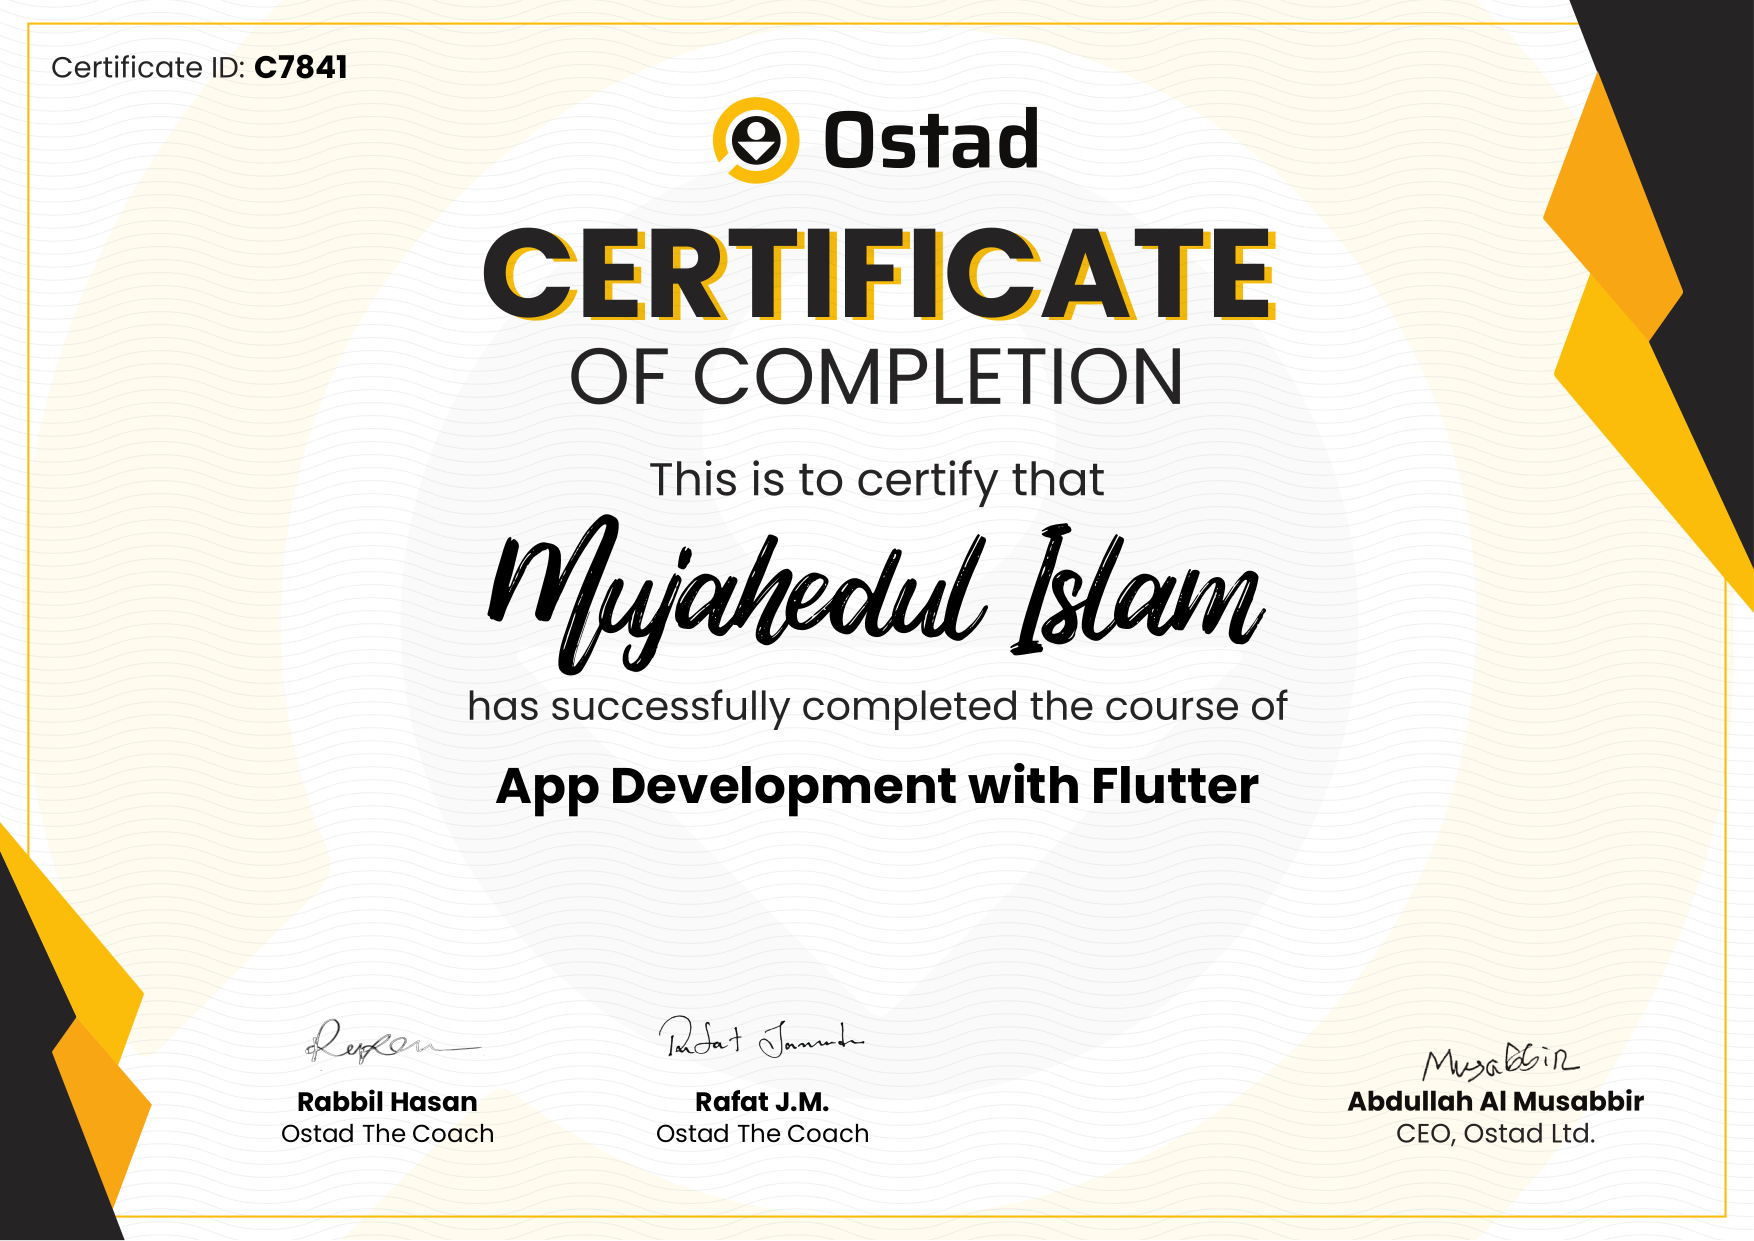 Certificate ID: C7841
Ostad
CERTIFICATE
OF COMPLETION
This is to certify that
Mujahedul Islam
has successfully completed the course of
App Development with Flutter
Rafat
Musabbir
Rabbil Hasan
Rafat J.M.
Abdullah Al Musabbir
Ostad The Coach
Ostad The Coach
CEO, Ostad Ltd.